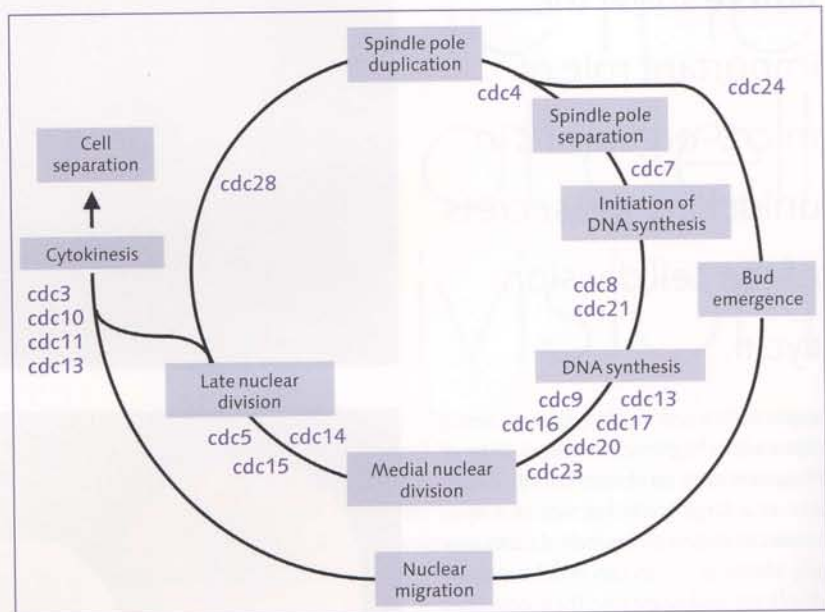 Spindle pole
duplication
cdc4
cdc24
Spindle pole
separation
Cell
separation
cdc28
cdc7
Initiation of
DNA synthesis
Cytokinesis
cdc3
cdc10
cdc11
cdc13
cdc8
cdc21
Bud
emergence
Late nuclear
division
DNA synthesis
cdc9
cdc13
cdc16
cdc17
cdc20
cdc23
cdc5
cdc14
cdc15
Medial nuclear
division
Nuclear
migration